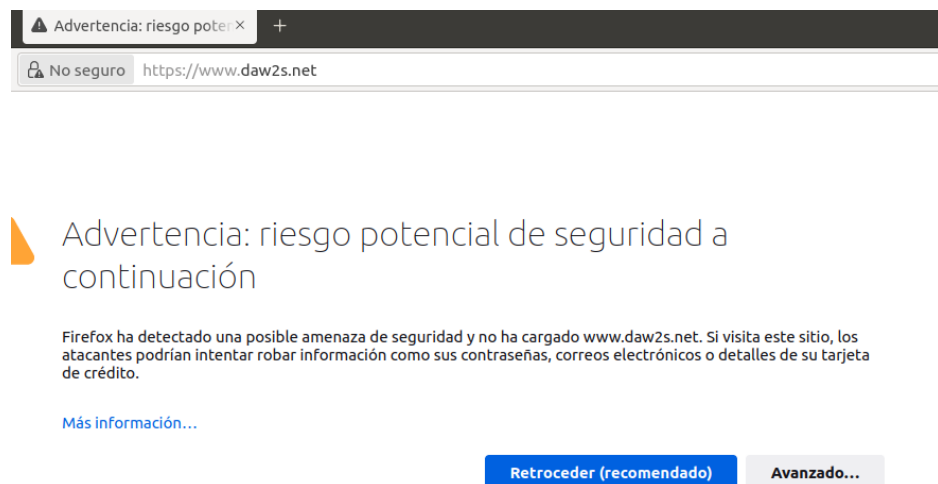 Advertencia: riesgo poten
No seguro https://www.daw2s.net
Advertencia: riesgo potencial de seguridad a
continuación
Firefox ha detectado una posible amenaza de seguridad y no ha cargado www.daw2s.net. Si visita este sitio, los
atacantes podrían intentar robar información como sus contraseñas, correos electrónicos o detalles de su tarjeta
de crédito.
Más información...
Retroceder (recomendado) Avanzado...